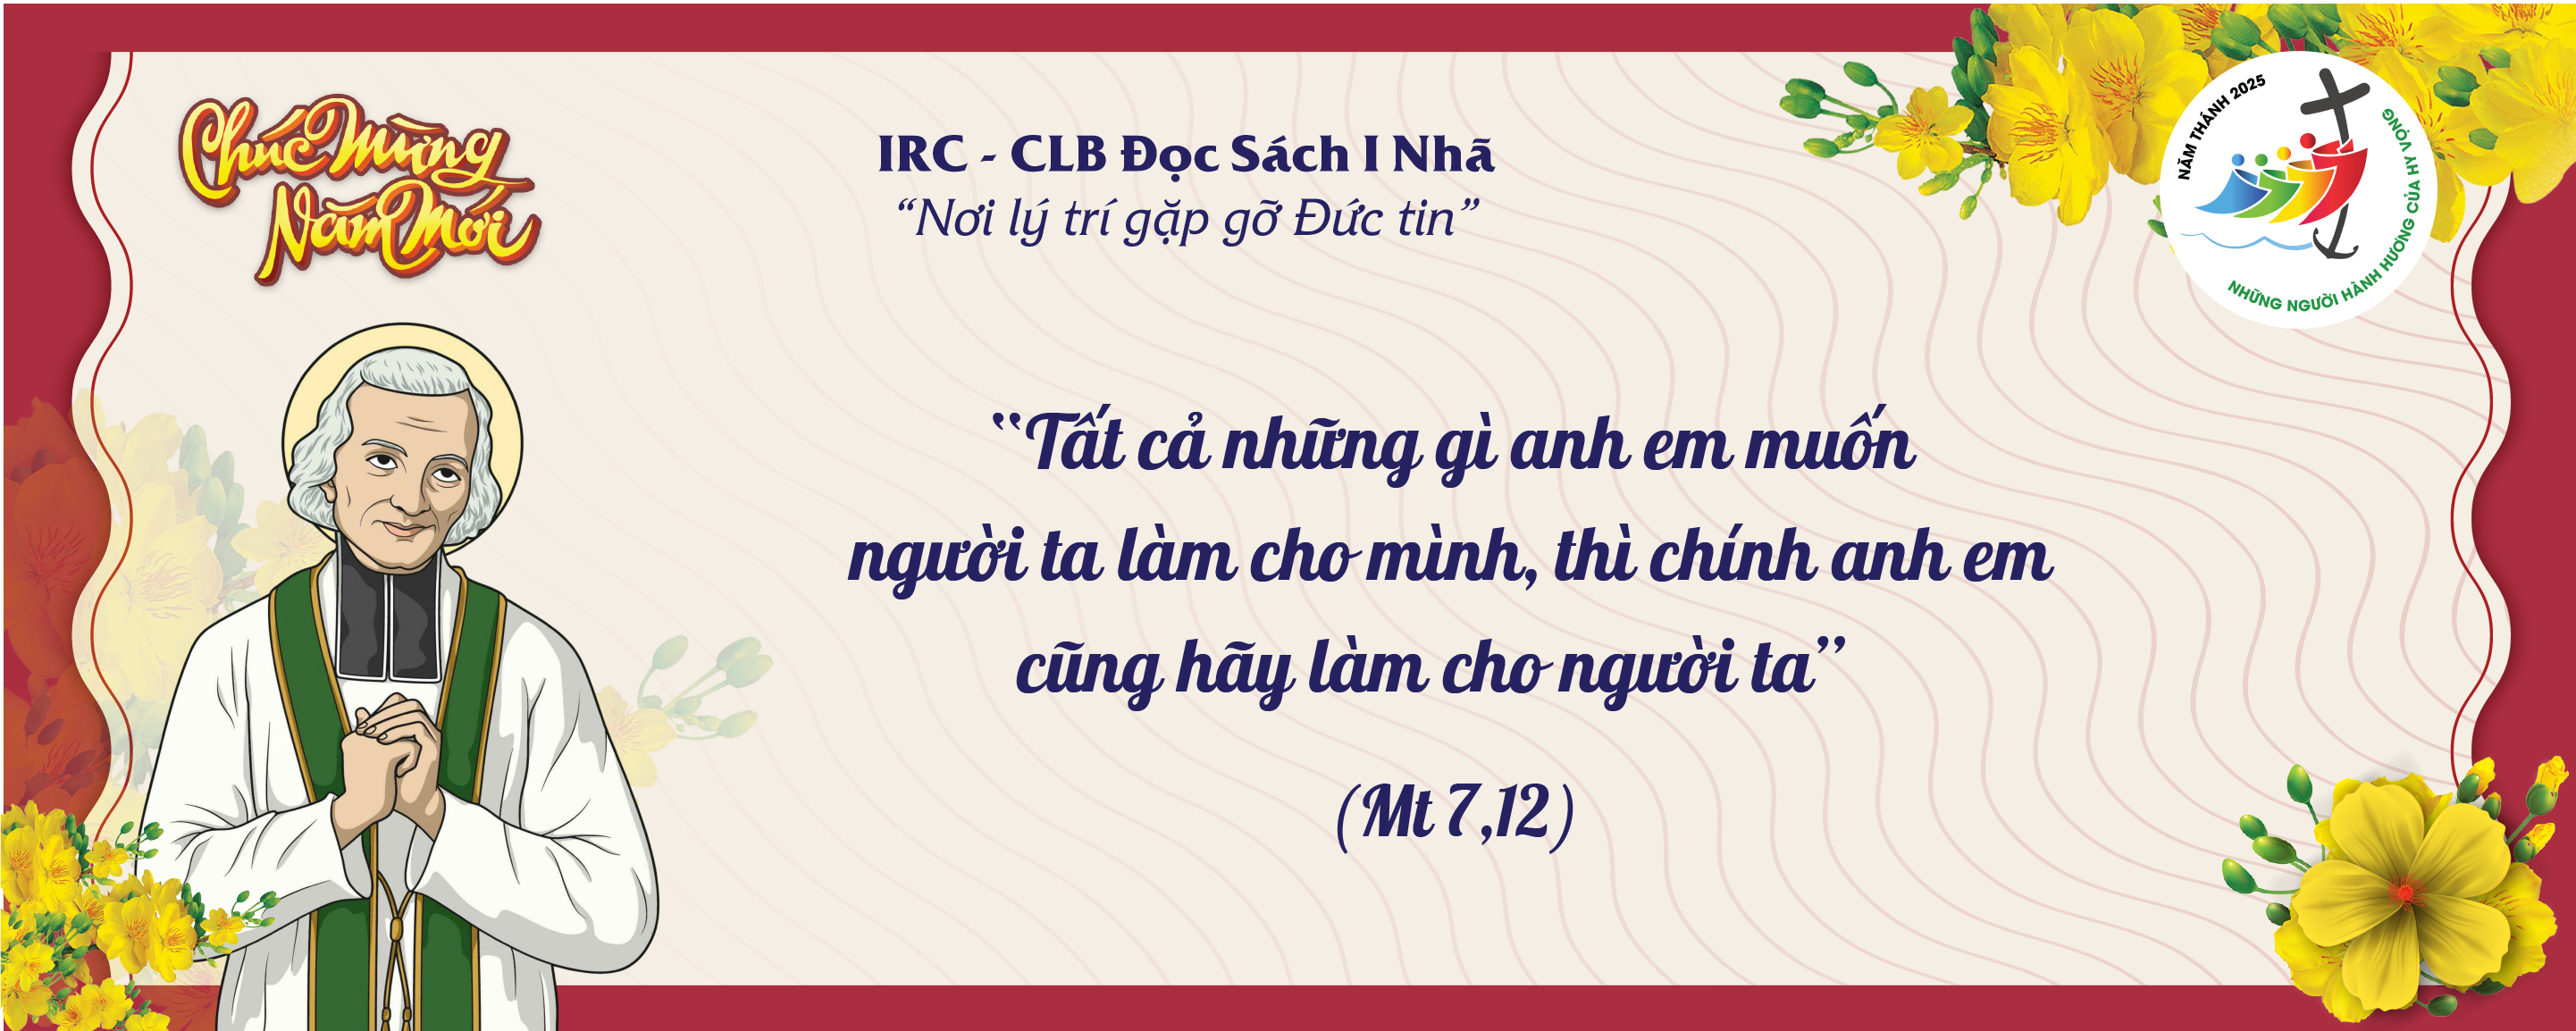 Chúc Mừng
Năm Mới
IRC - CLB Đọc Sách I Nhã
“Nơi lý trí gặp gỡ Đức tin”
NĂM THÁNH 2025
NHỮNG NGƯỜI HÀNH HƯƠNG CỦA HY VỌNG
“Tất cả những gì anh em muốn
người ta làm cho mình, thì chính anh em
cũng hãy làm cho người ta”
(Mt 7,12)